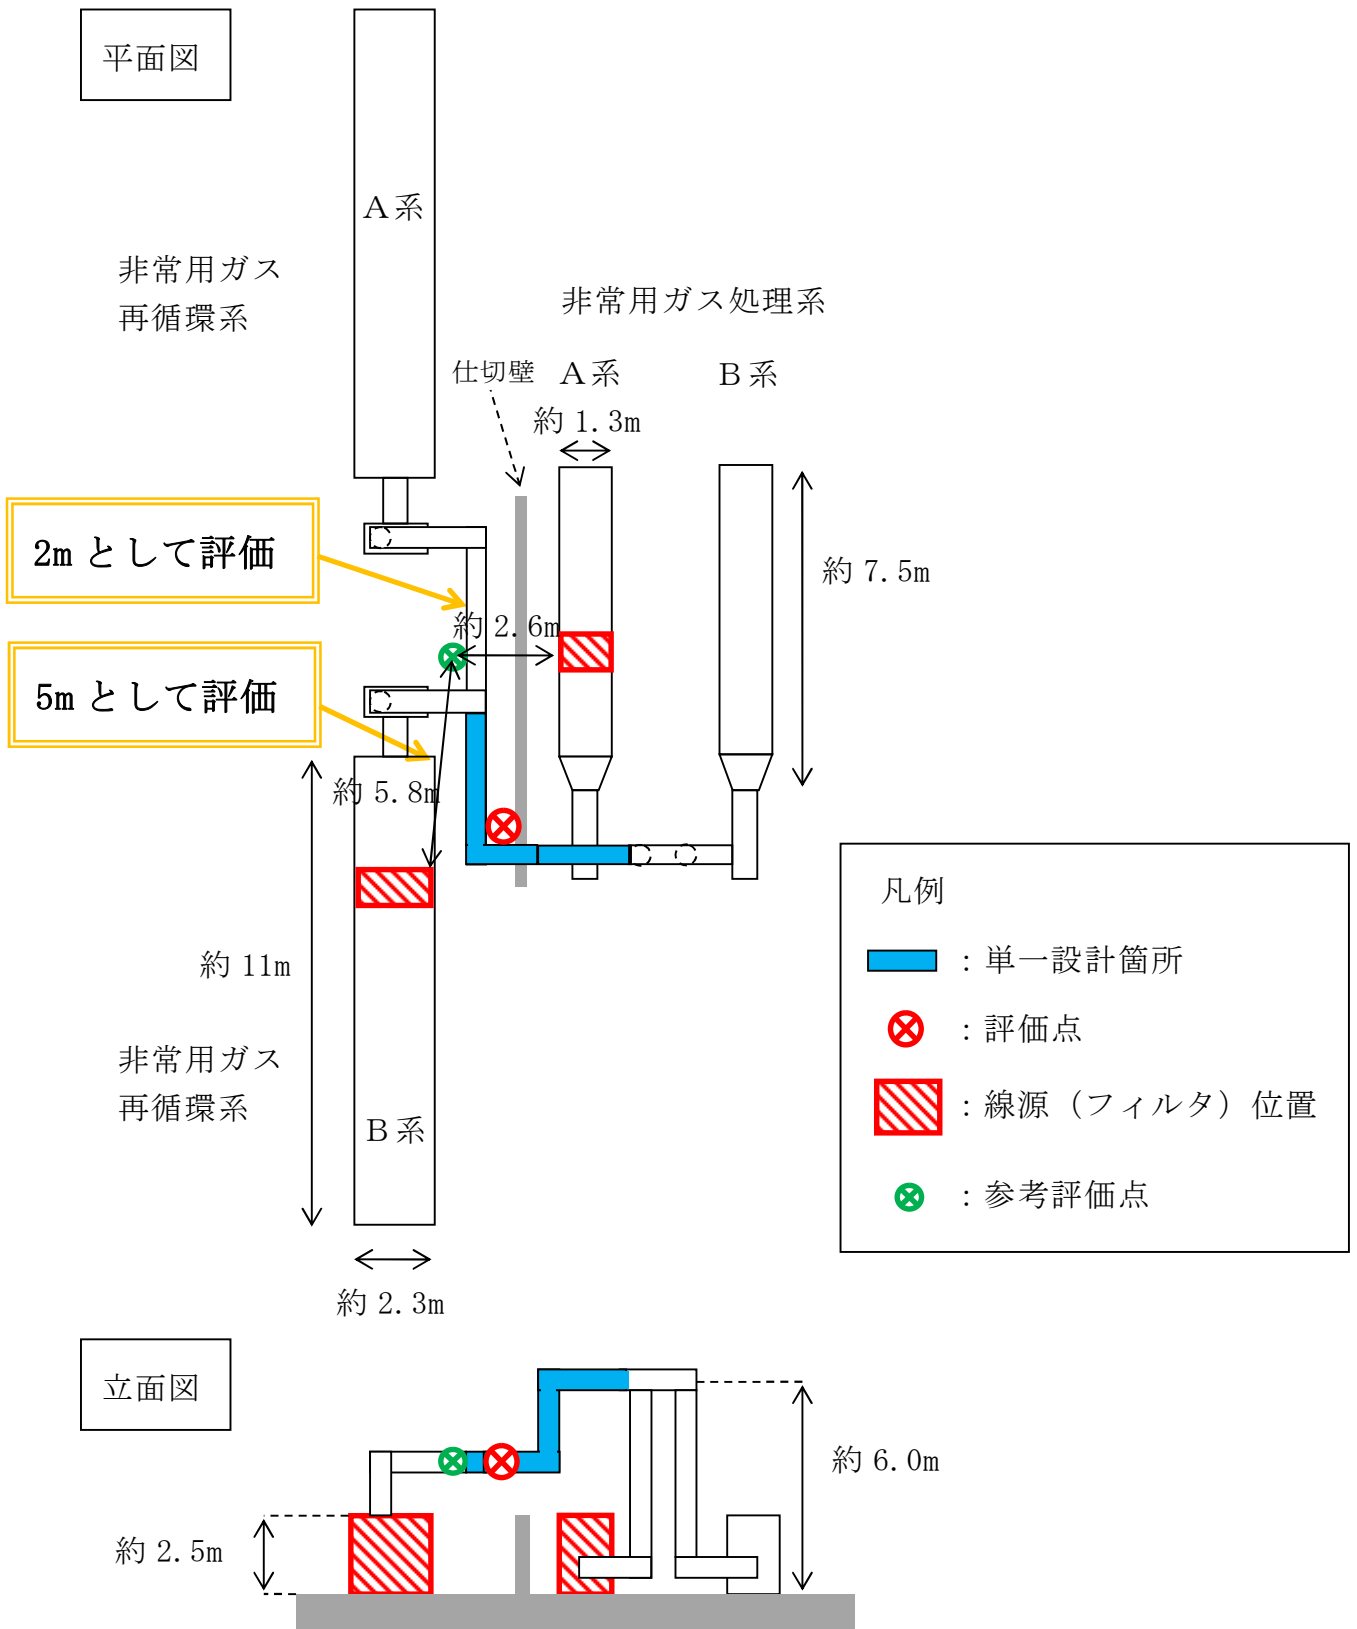 平面図
A系
非常用ガス
再循環系
非常用ガス処理系
仕切壁
A系
B系
約 1.3m
2m として評価
約 7.5m
約 2.6m
5m として評価
約 5.8m
凡例
約 11m
:単一設計箇所
:評価点
非常用ガス
再循環系
:線源（フィルタ）位置
B系
:参考評価点
約 2.3m
立面図
約 6.0m
約 2.5m